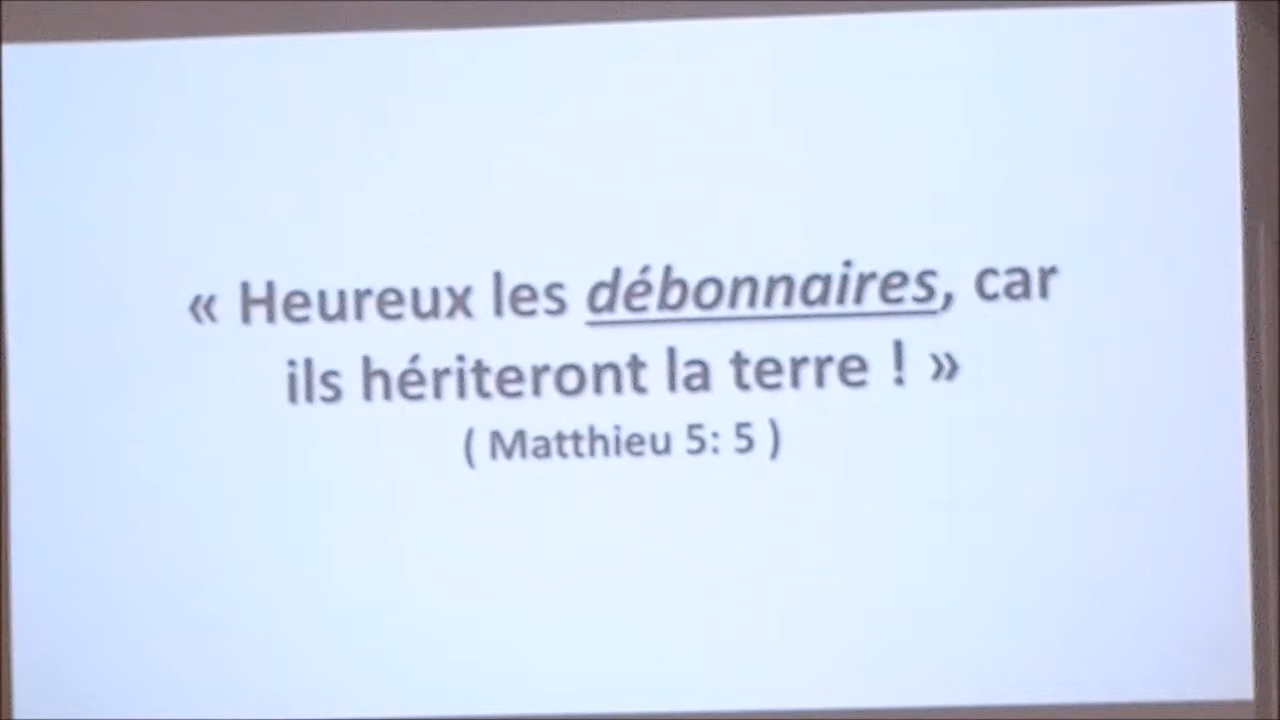 « Heureux les débonnaires, car
ils hériteront la terre ! »
( Matthieu 5: 5 )